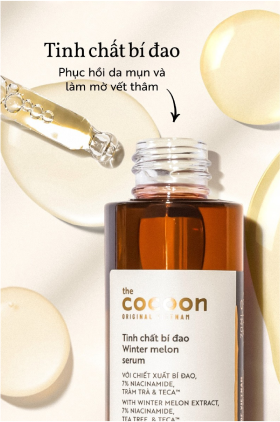 Tinh chất bí đao
Phục hồi da mụn và
làm mờ vết thâm
the
cocoon
ORIGINAL VIETNAM
Tinh chất bí đao
Winter melon
serum
VỚI CHIẾT XUẤT BÍ ĐAO,
7% NIACINAMIDE,
TRÀM TRÀ & TECA™
WITH WINTER MELON EXTRACT,
7% NIACINAMIDE,
TEA TREE, & TECA™